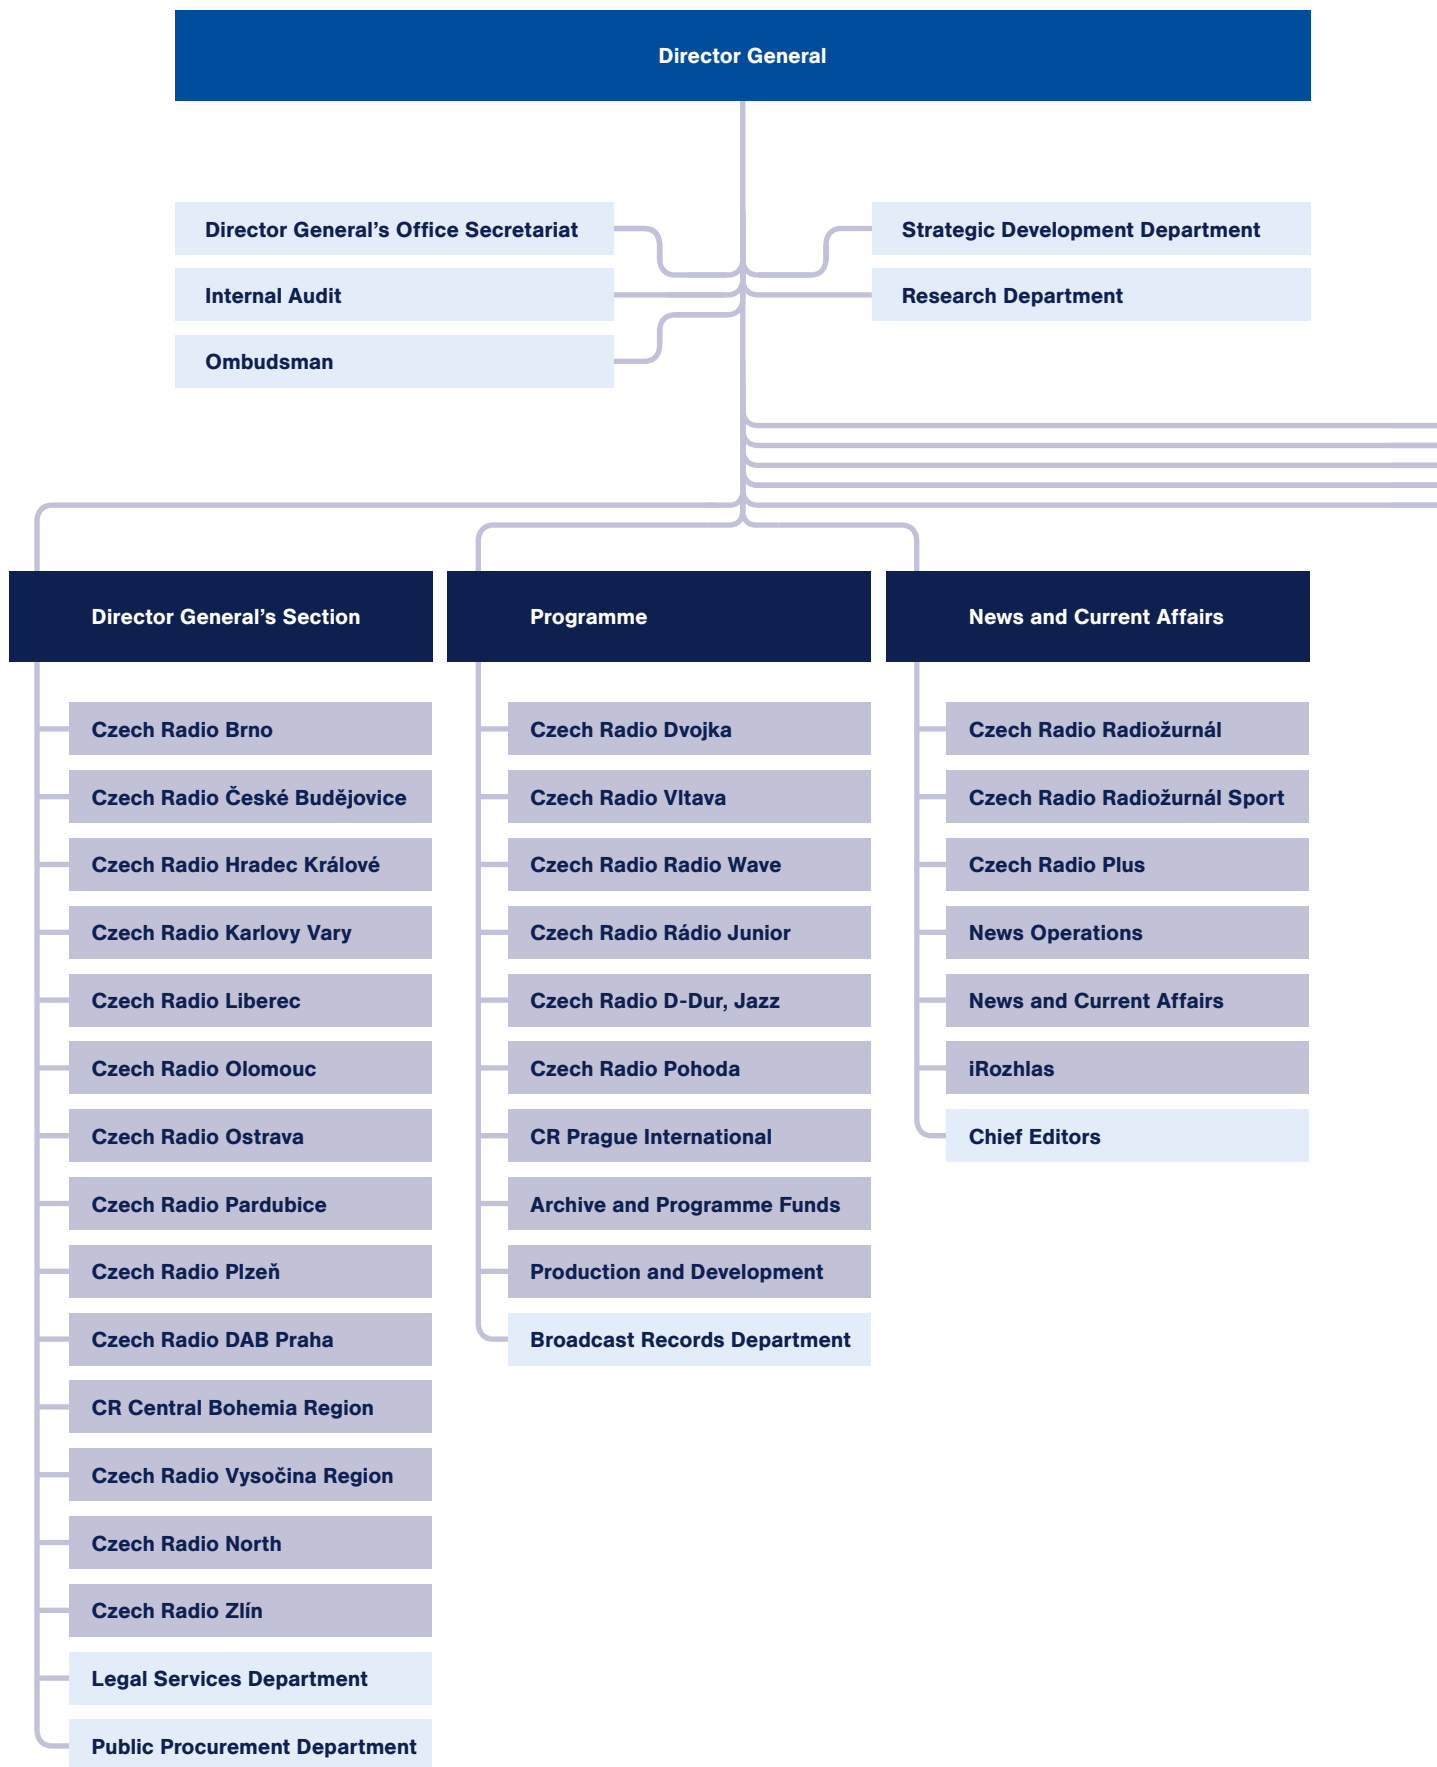 Director General
Director General’s Office Secretariat
Internal Audit
Ombudsman
Strategic Development Department
Research Department
Director General’s Section
Czech Radio Brno
Czech Radio České Budějovice
Czech Radio Hradec Králové
Czech Radio Karlovy Vary
Czech Radio Liberec
Czech Radio Olomouc
Czech Radio Ostrava
Czech Radio Pardubice
Czech Radio Plzeň
Czech Radio DAB Praha
CR Central Bohemia Region
Czech Radio Vysočina Region
Czech Radio North
Czech Radio Zlín
Legal Services Department
Public Procurement Department
Programme
Czech Radio Dvojka
Czech Radio Vltava
Czech Radio Radio Wave
Czech Radio Rádio Junior
Czech Radio D-Dur, Jazz
Czech Radio Pohoda
CR Prague International
Archive and Programme Funds
Production and Development
Broadcast Records Department
News and Current Affairs
Czech Radio Radiožurnál
Czech Radio Radiožurnál Sport
Czech Radio Plus
News Operations
News and Current Affairs
iRozhlas
Chief Editors